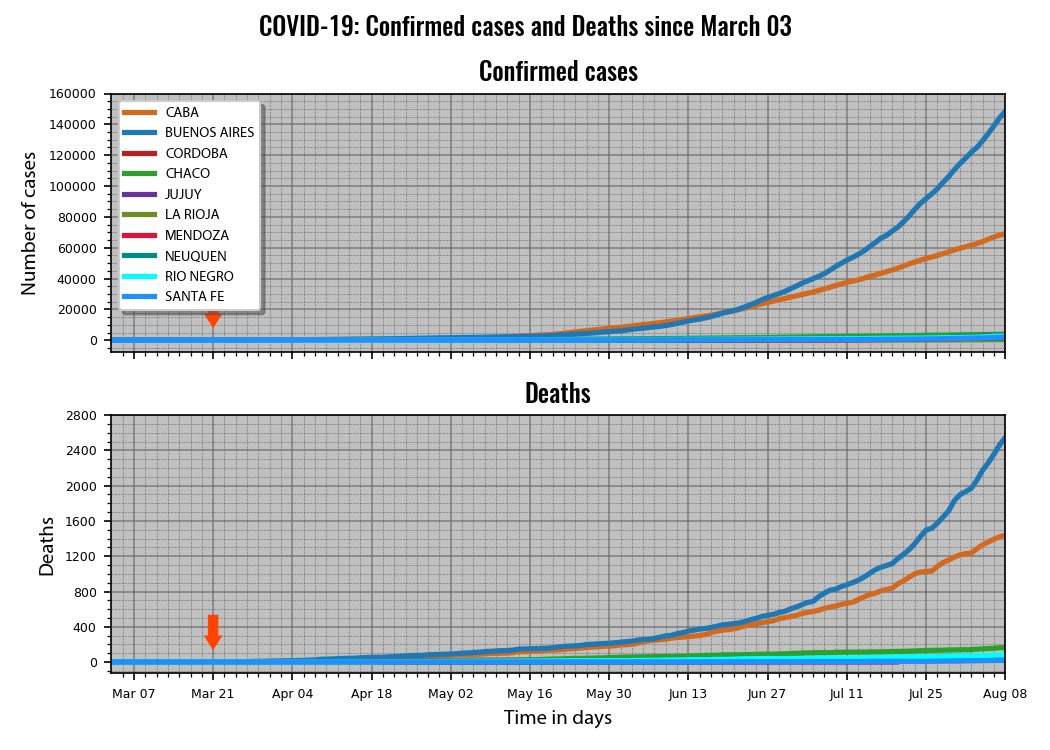 COVID-19: Confirmed cases and Deaths since March 03
Confirmed cases
Number of cases
160000
140000
120000
100000
80000
60000
40000
20000
0
CABA
BUENOS AIRES
CORDOBA
CHACO
JUJUY
LA RIOJA
MENDOZA
NEUQUEN
RIO NEGRO
SANTA FE
Deaths
Deaths
2800
2400
2000
1600
1200
800
400
0
Mar 07 Mar 21 Apr 04 Apr 18 May 02 May 16 May 30 Jun 13 Jun 27 Jul 11 Jul 25 Aug 08
Time in days